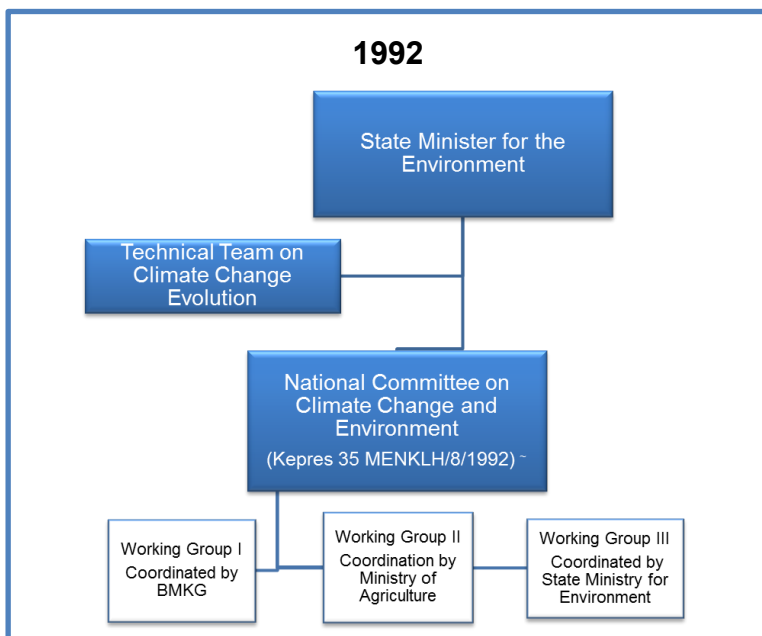 1992
State Minister for the
Environment
Technical Team on
Climate Change
Evolution
National Committee on
Climate Change and
Environment
(Kepres 35 MENKLH/8/1992) ~
Working Group I
Coordinated by
BMKG
Working Group II
Coordination by
Ministry of
Agriculture
Working Group III
Coordinated by
State Ministry for
Environment